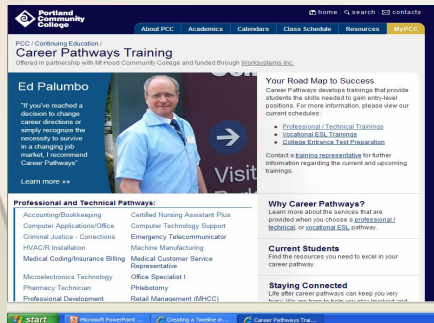 Portland
Community
College
home
search
contacts
About PCC
Academics
Calendars
Class Schedule
Resources
MyPCC
PCC / Continuing Education /
Career Pathways Training
Offered in partnership with Mt Hood Community College and funded through Worksystems Inc.
Ed Palumbo
"If you've reached a
decision to change
career directions or
simply recognize the
necessity to survive
in a changing job
market, I recommend
Career Pathways"
Learn more »»
Visit
Your Road Map to Success
Career Pathways develops trainings that provide
students the skills needed to gain entry-level
positions. For more information, please view our
current schedules:
• Professional / Technical Trainings
• Vocational ESL Trainings
• College Entrance Test Preparation
Contact a training representative for further
information regarding the current and upcoming
trainings.
Professional and Technical Pathways:
Accounting/Bookkeeping
Computer Applications/Office
Criminal Justice - Corrections
HVAC/R Installation
Medical Coding/Insurance Billing
Microelectronics Technology
Pharmacy Technician
Professional Development
Certified Nursing Assistant Plus
Computer Technology Support
Emergency Telecommunicator
Machine Manufacturing
Medical Customer Service
Representative
Office Specialist I
Phlebotomy
Retail Management (MHCC)
Why Career Pathways?
Learn more about the services that are
provided when you choose a professional /
technical, or vocational ESL pathway.
Current Students
Find the resources you need to excel in your
career pathway.
Staying Connected
Life after career pathways can keep you very
start
Microsoft PowerPoint ...
Creating a Timeline in...
Career Pathways Trai...